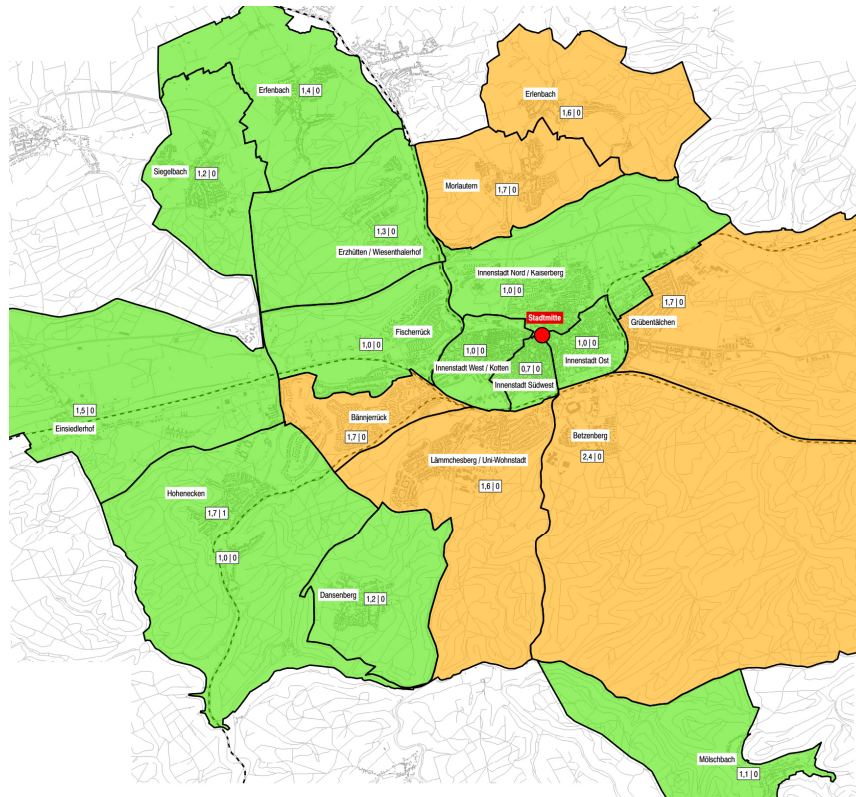 Erfenbach
1,4 | 0
Erlenbach
1,6 | 0
Siegelbach
1,2 | 0
Morlautern
1,7 | 0
1,3 | 0
Erzhütten / Wiesenthalerhof
Innenstadt Nord / Kaiserberg
1,0 | 0
1,7 | 0
Grübentälchen
Stadtmitte
Fischerrück
1,0 | 0
1,0 | 0
Innenstadt West / Kotten
1,0 | 0
Innenstadt Ost
0,7 | 0
Innenstadt Südwest
1,5 | 0
Einsiedlerhof
Bännjerrück
1,7 | 0
Betzenberg
2,4 | 0
Lämmchesberg / Uni-Wohnstadt
1,6 | 0
Hohenecken
1,7 | 1
1,0 | 0
Dansenberg
1,2 | 0
Mölschbach
1,1 | 0